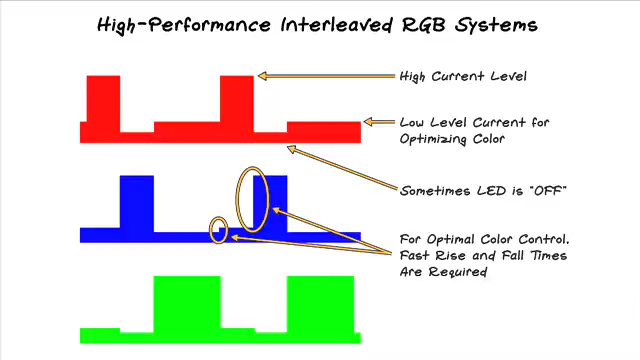 High-Performance Interleaved RGB Systems
High Current Level
Low Level Current for
Optimizing Color
Sometimes LED is "OFF"
For Optimal Color Control.
Fast Rise and Fall Times
Are Required